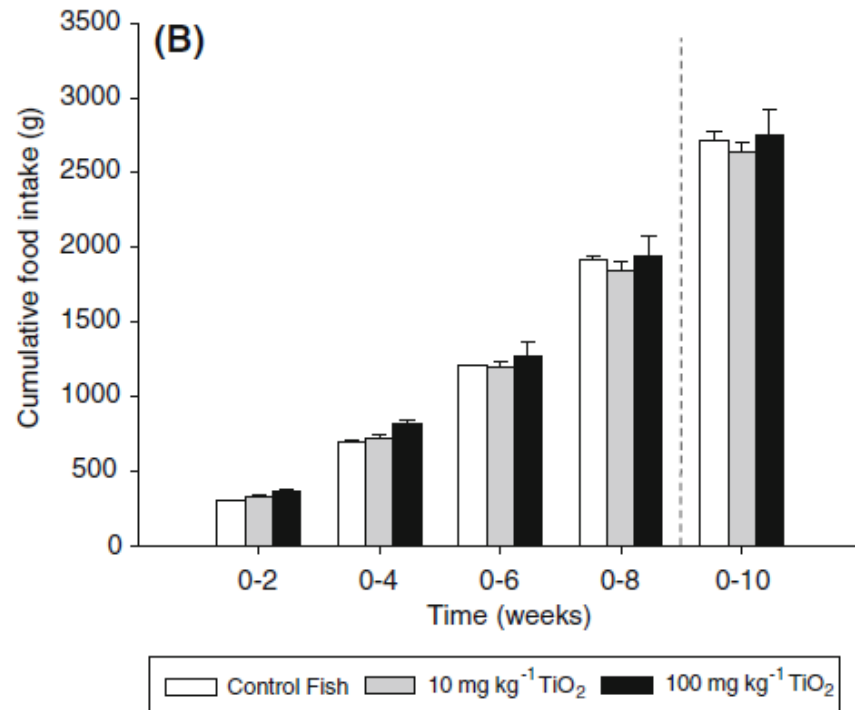 (B)
Cumulative food intake (g)
3500
3000
2500
2000
1500
1000
500
0
0-2 0-4 0-6 0-8 0-10
Time (weeks)
Control Fish 10 mg kg⁻¹ TiO₂ 100 mg kg⁻¹ TiO₂